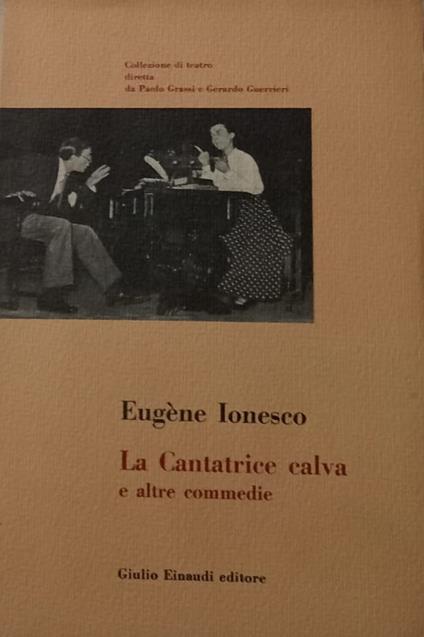 Collezione di teatro
diretta
da Paolo Grassi e Gerardo Guerrieri
Eugène Ionesco
La Cantatrice calva
e altre commedie
Giulio Einaudi editore